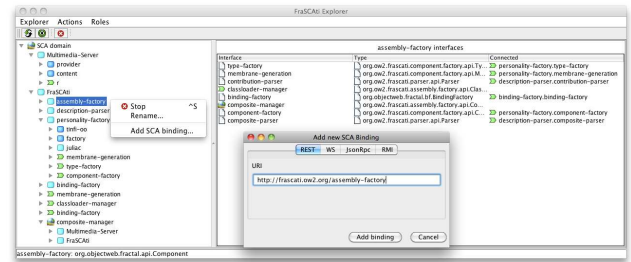 FraSCAti Explorer
Explorer Actions Roles
SCA domain
Multimedia-Server
provider
content
r
FraSCAti
assembly-factory
description-parser
personality-factory
tinfi-oo
factory
juliac
membrane-generation
type-factory
component-factory
binding-factory
membrane-generation
classloader-manager
binding-factory
composite-manager
Multimedia-Server
FraSCAti
Stop ^S
Rename...
Add SCA binding...
assembly-factory interfaces
Interface Type Connected
type-factory org.ow2.frascati.component.factory.api.Ty... personality-factory.type-factory
membrane-generation org.ow2.frascati.component.factory.api.M... personality-factory.membrane-generation
contribution-parser org.ow2.frascati.parser.api.Parser description-parser.contribution-parser
classloader-manager org.ow2.frascati.assembly.factory.api.Clas...
binding-factory org.objectweb.fractal.bf.BindingFactory binding-factory.binding-factory
composite-manager org.ow2.frascati.assembly.factory.api.Co...
component-factory org.ow2.frascati.component.factory.api.C... personality-factory.component-factory
composite-parser org.ow2.frascati.parser.api.Parser description-parser.composite-parser
Add new SCA Binding
REST WS JsonRpc RMI
URI
http://frascati.ow2.org/assembly-factory
Add binding Cancel
assembly-factory: org.objectweb.fractal.api.Component